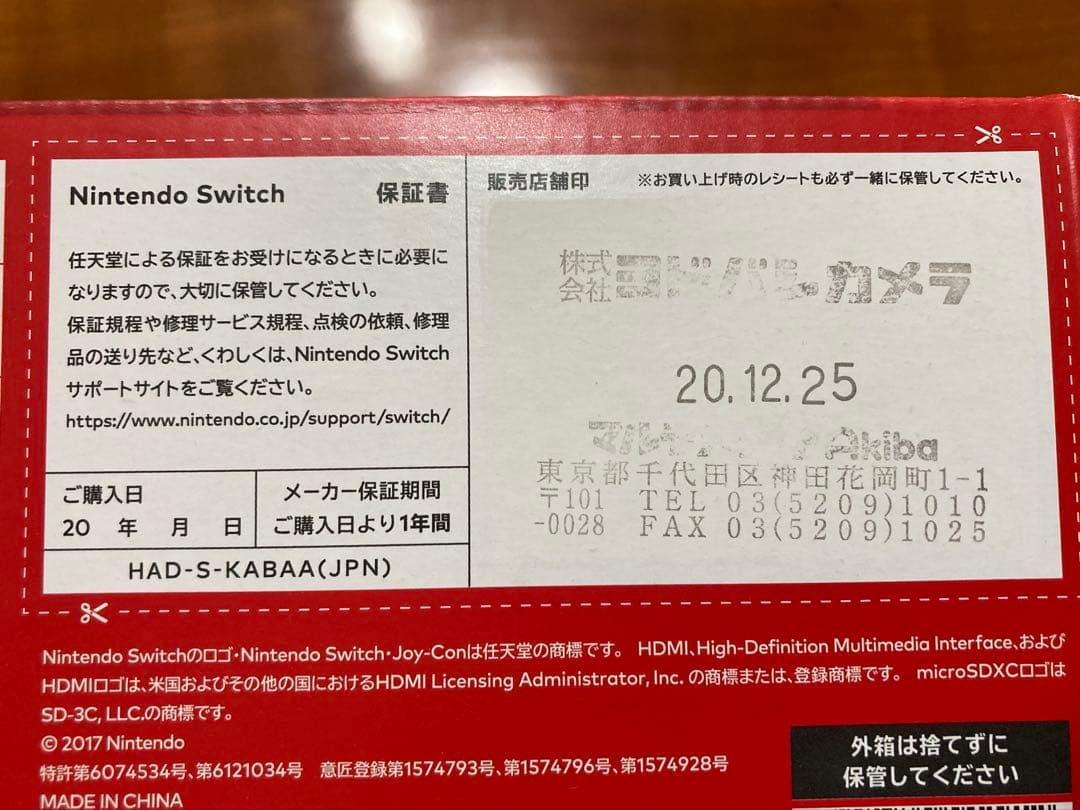 Nintendo Switch 保証書
任天堂による保証をお受けになるときに必要に
なりますので、大切に保管してください。
保証規程や修理サービス規程、点検の依頼、修理
品の送り先など、くわしくは、Nintendo Switch
サポートサイトをご覧ください。
https://www.nintendo.co.jp/support/switch/
ご購入日
20 年 月 日
メーカー保証期間
ご購入日より1年間
HAD-S-KABAA(JPN)
販売店舗印 ※お買い上げ時のレシートも必ず一緒に保管してください。
株式会社ヨドバシカメラ
20.12.25
Akiba
東京都千代田区神田花岡町1-1
〒101 TEL 03(5209)1010
-0028 FAX 03(5209)1025
Nintendo Switchのロゴ・Nintendo Switch・Joy-Conは任天堂の商標です。 HDMI、High-Definition Multimedia Interface、および
HDMIロゴは、米国およびその他の国におけるHDMI Licensing Administrator, Inc. の商標または、登録商標です。 microSDXCロゴは
SD-3C, LLC.の商標です。
© 2017 Nintendo
特許第6074534号、第6121034号 意匠登録第1574793号、第1574796号、第1574928号
MADE IN CHINA
外箱は捨てずに
保管してください